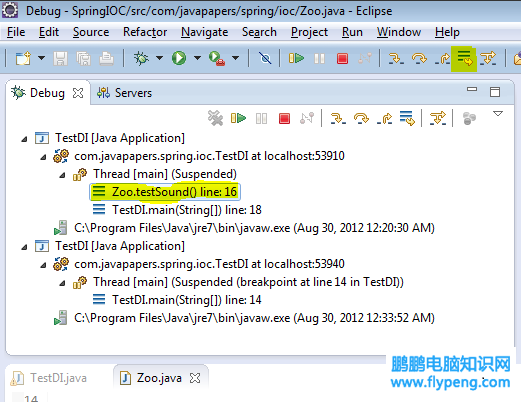 Debug - SpringIOC/src/com/javapapers/spring/ioc/Zoo.java - Eclipse
File Edit Source Refactor Navigate Search Project Run Window Help
Debug Servers
TestDI [Java Application]
com.javapapers.spring.ioc.TestDI at localhost:53910
Thread [main] (Suspended)
Zoo.testSound() line: 16
TestDI.main(String[]) line: 18
C:\Program Files\Java\jre7\bin\javaw.exe (Aug 30, 2012 12:20:30 AM)
TestDI [Java Application]
com.javapapers.spring.ioc.TestDI at localhost:53940
Thread [main] (Suspended (breakpoint at line 14 in TestDI))
TestDI.main(String[]) line: 14
C:\Program Files\Java\jre7\bin\javaw.exe (Aug 30, 2012 12:33:52 AM)
TestDI.java Zoo.java
14
鹏鹏电脑知识网
www.flypeng.com